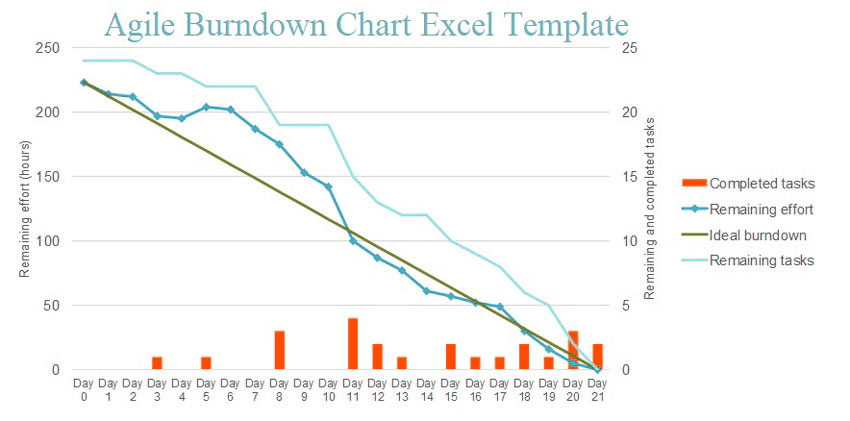 Agile Burndown Chart Excel Template
250
200
150
100
50
0
Remaining effort (hours)
25
20
15
10
5
0
Remaining and completed tasks
Day Day Day Day Day Day Day Day Day Day Day Day Day Day Day Day Day Day Day Day Day Day
0 1 2 3 4 5 6 7 8 9 10 11 12 13 14 15 16 17 18 19 20 21
Completed tasks
Remaining effort
Ideal burndown
Remaining tasks